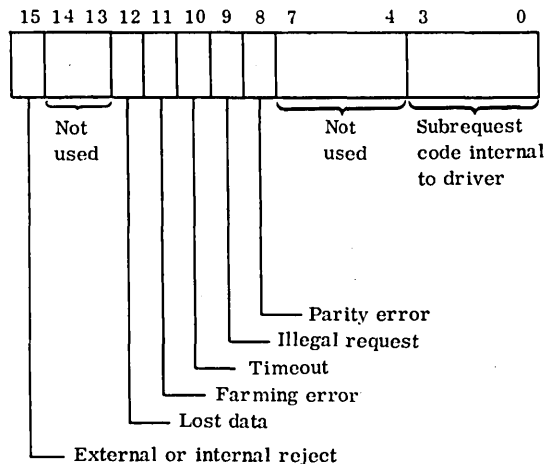 15 14 13 12 11 10 9 8 7 4 3 0
Not used
Not used
Subrequest code internal to driver
Parity error
Illegal request
Timeout
Farming error
Lost data
External or internal reject